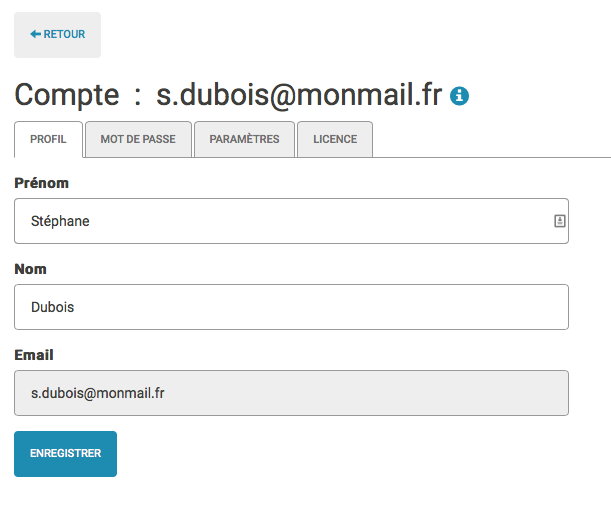 RETOUR
Compte : s.dubois@monmail.fr
PROFIL MOT DE PASSE PARAMÈTRES LICENCE
Prénom
Stéphane
Nom
Dubois
Email
s.dubois@monmail.fr
ENREGISTRER